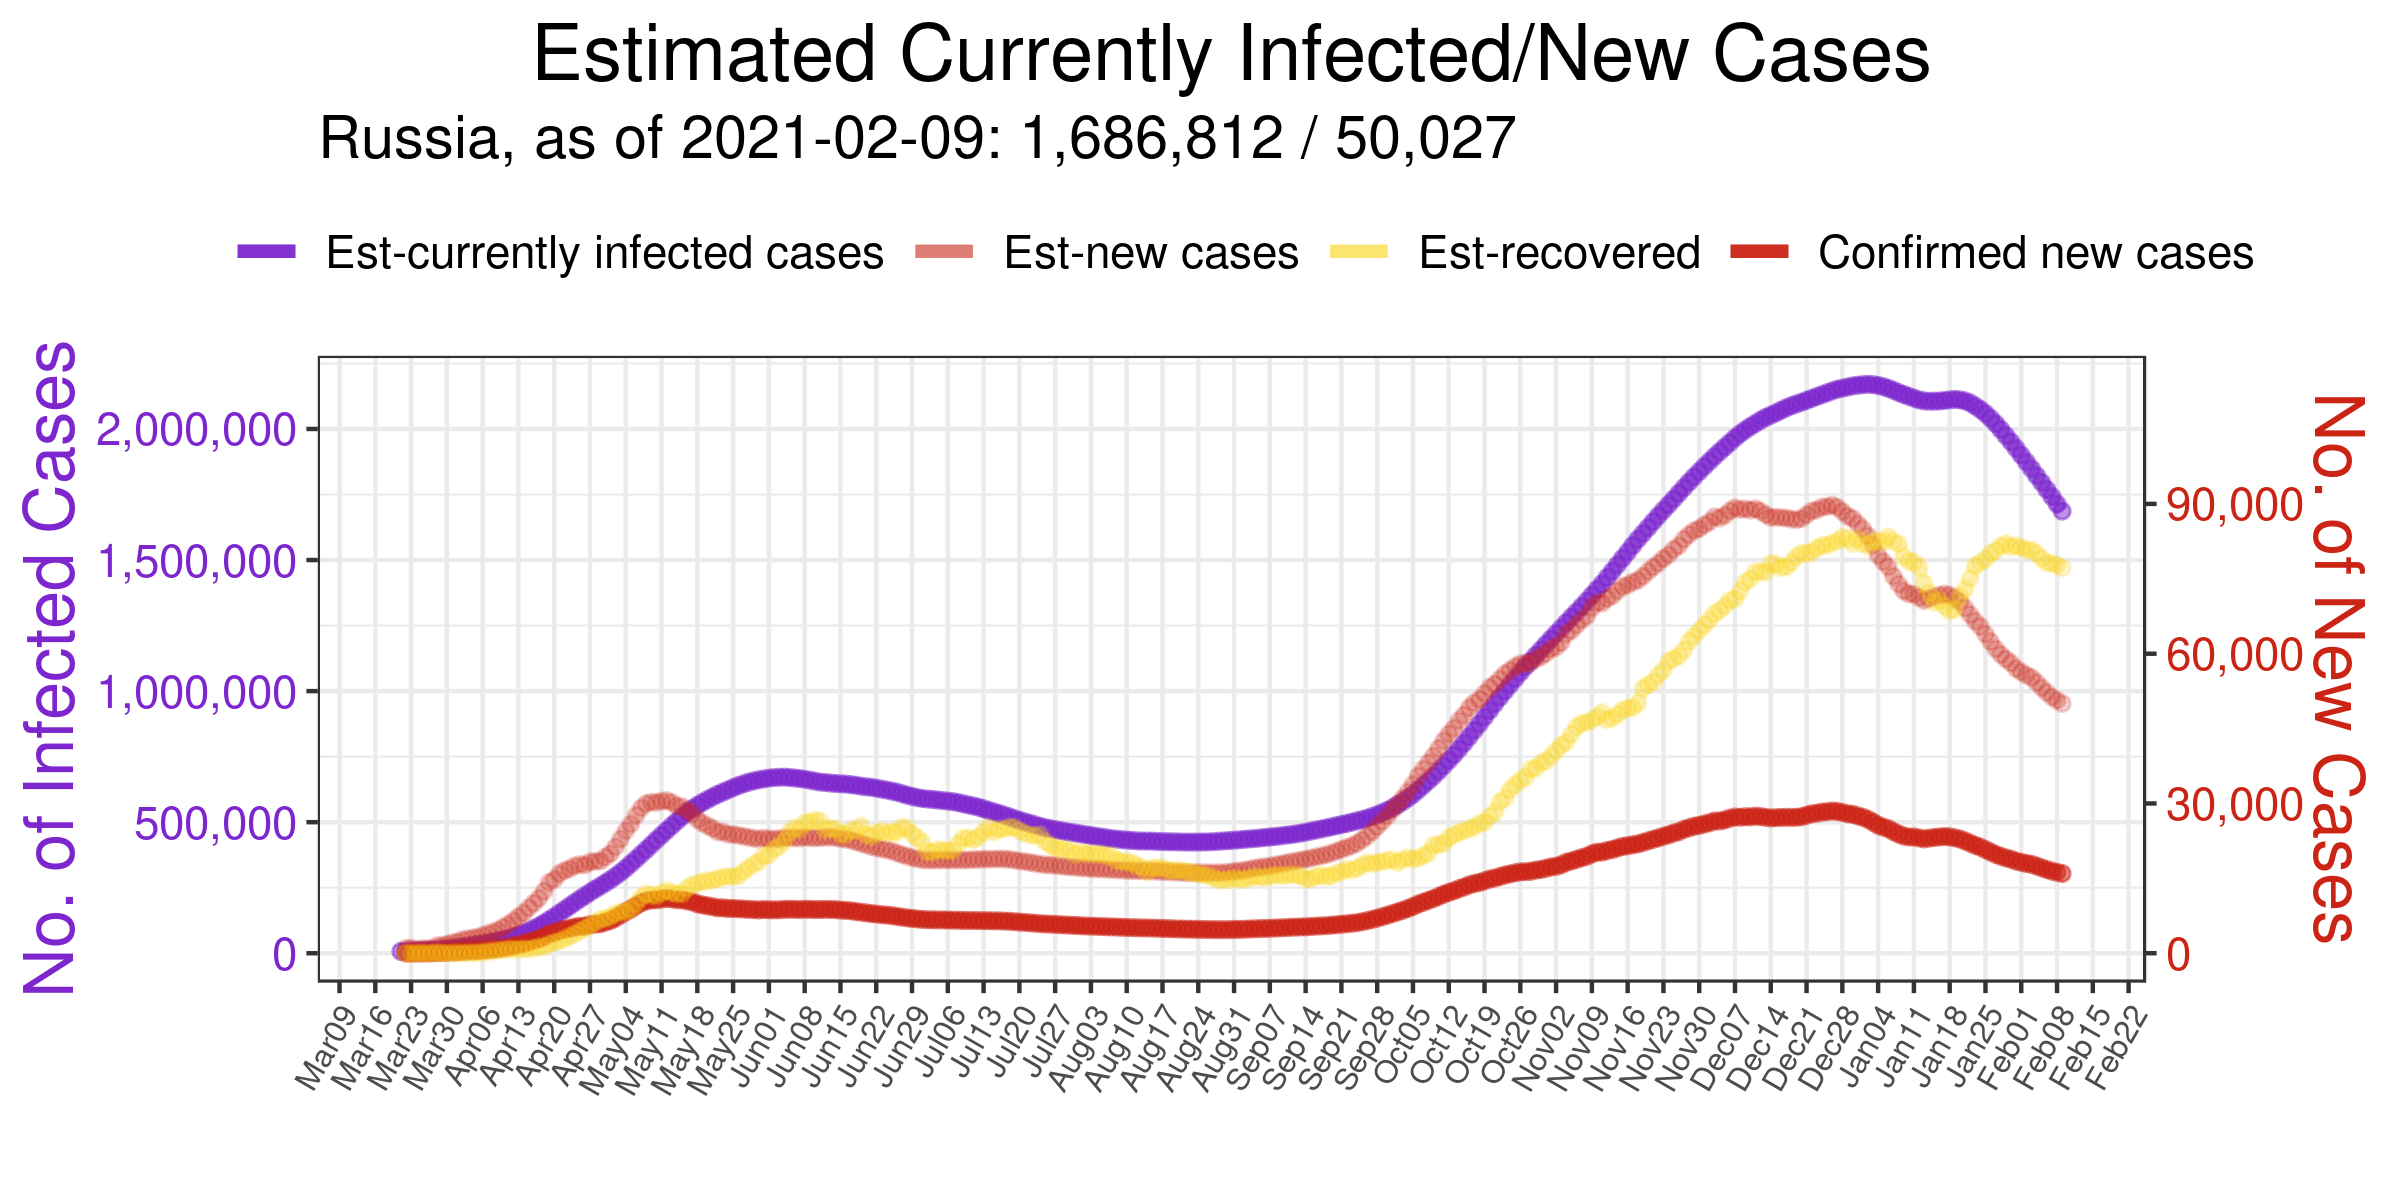 Estimated Currently Infected/New Cases
Russia, as of 2021-02-09: 1,686,812 / 50,027
Est-currently infected cases Est-new cases Est-recovered Confirmed new cases
No. of Infected Cases
2,000,000
1,500,000
1,000,000
500,000
0
90,000
60,000
30,000
0
No. of New Cases
Mar09 Mar16 Mar23 Mar30 Apr06 Apr13 Apr20 Apr27 May04 May11 May18 May25 Jun01 Jun08 Jun15 Jun22 Jun29 Jul06 Jul13 Jul20 Jul27 Aug03 Aug10 Aug17 Aug24 Aug31 Sep07 Sep14 Sep21 Sep28 Oct05 Oct12 Oct19 Oct26 Nov02 Nov09 Nov16 Nov23 Nov30 Dec07 Dec14 Dec21 Dec28 Jan04 Jan11 Jan18 Jan25 Feb01 Feb08 Feb15 Feb22